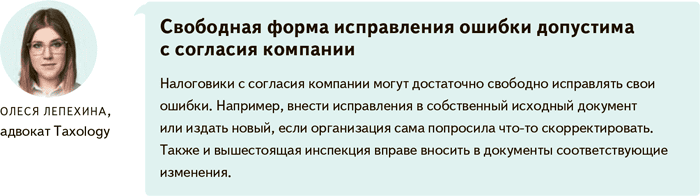 Свободная форма исправления ошибки допустима
с согласия компании
ОЛЕСЯ ЛЕПЕХИНА,
адвокат Taxology
Налоговики с согласия компании могут достаточно свободно исправлять свои
ошибки. Например, внести исправления в собственный исходный документ
или издать новый, если организация сама попросила что-то скорректировать.
Также и вышестоящая инспекция вправе вносить в документы соответствующие
изменения.